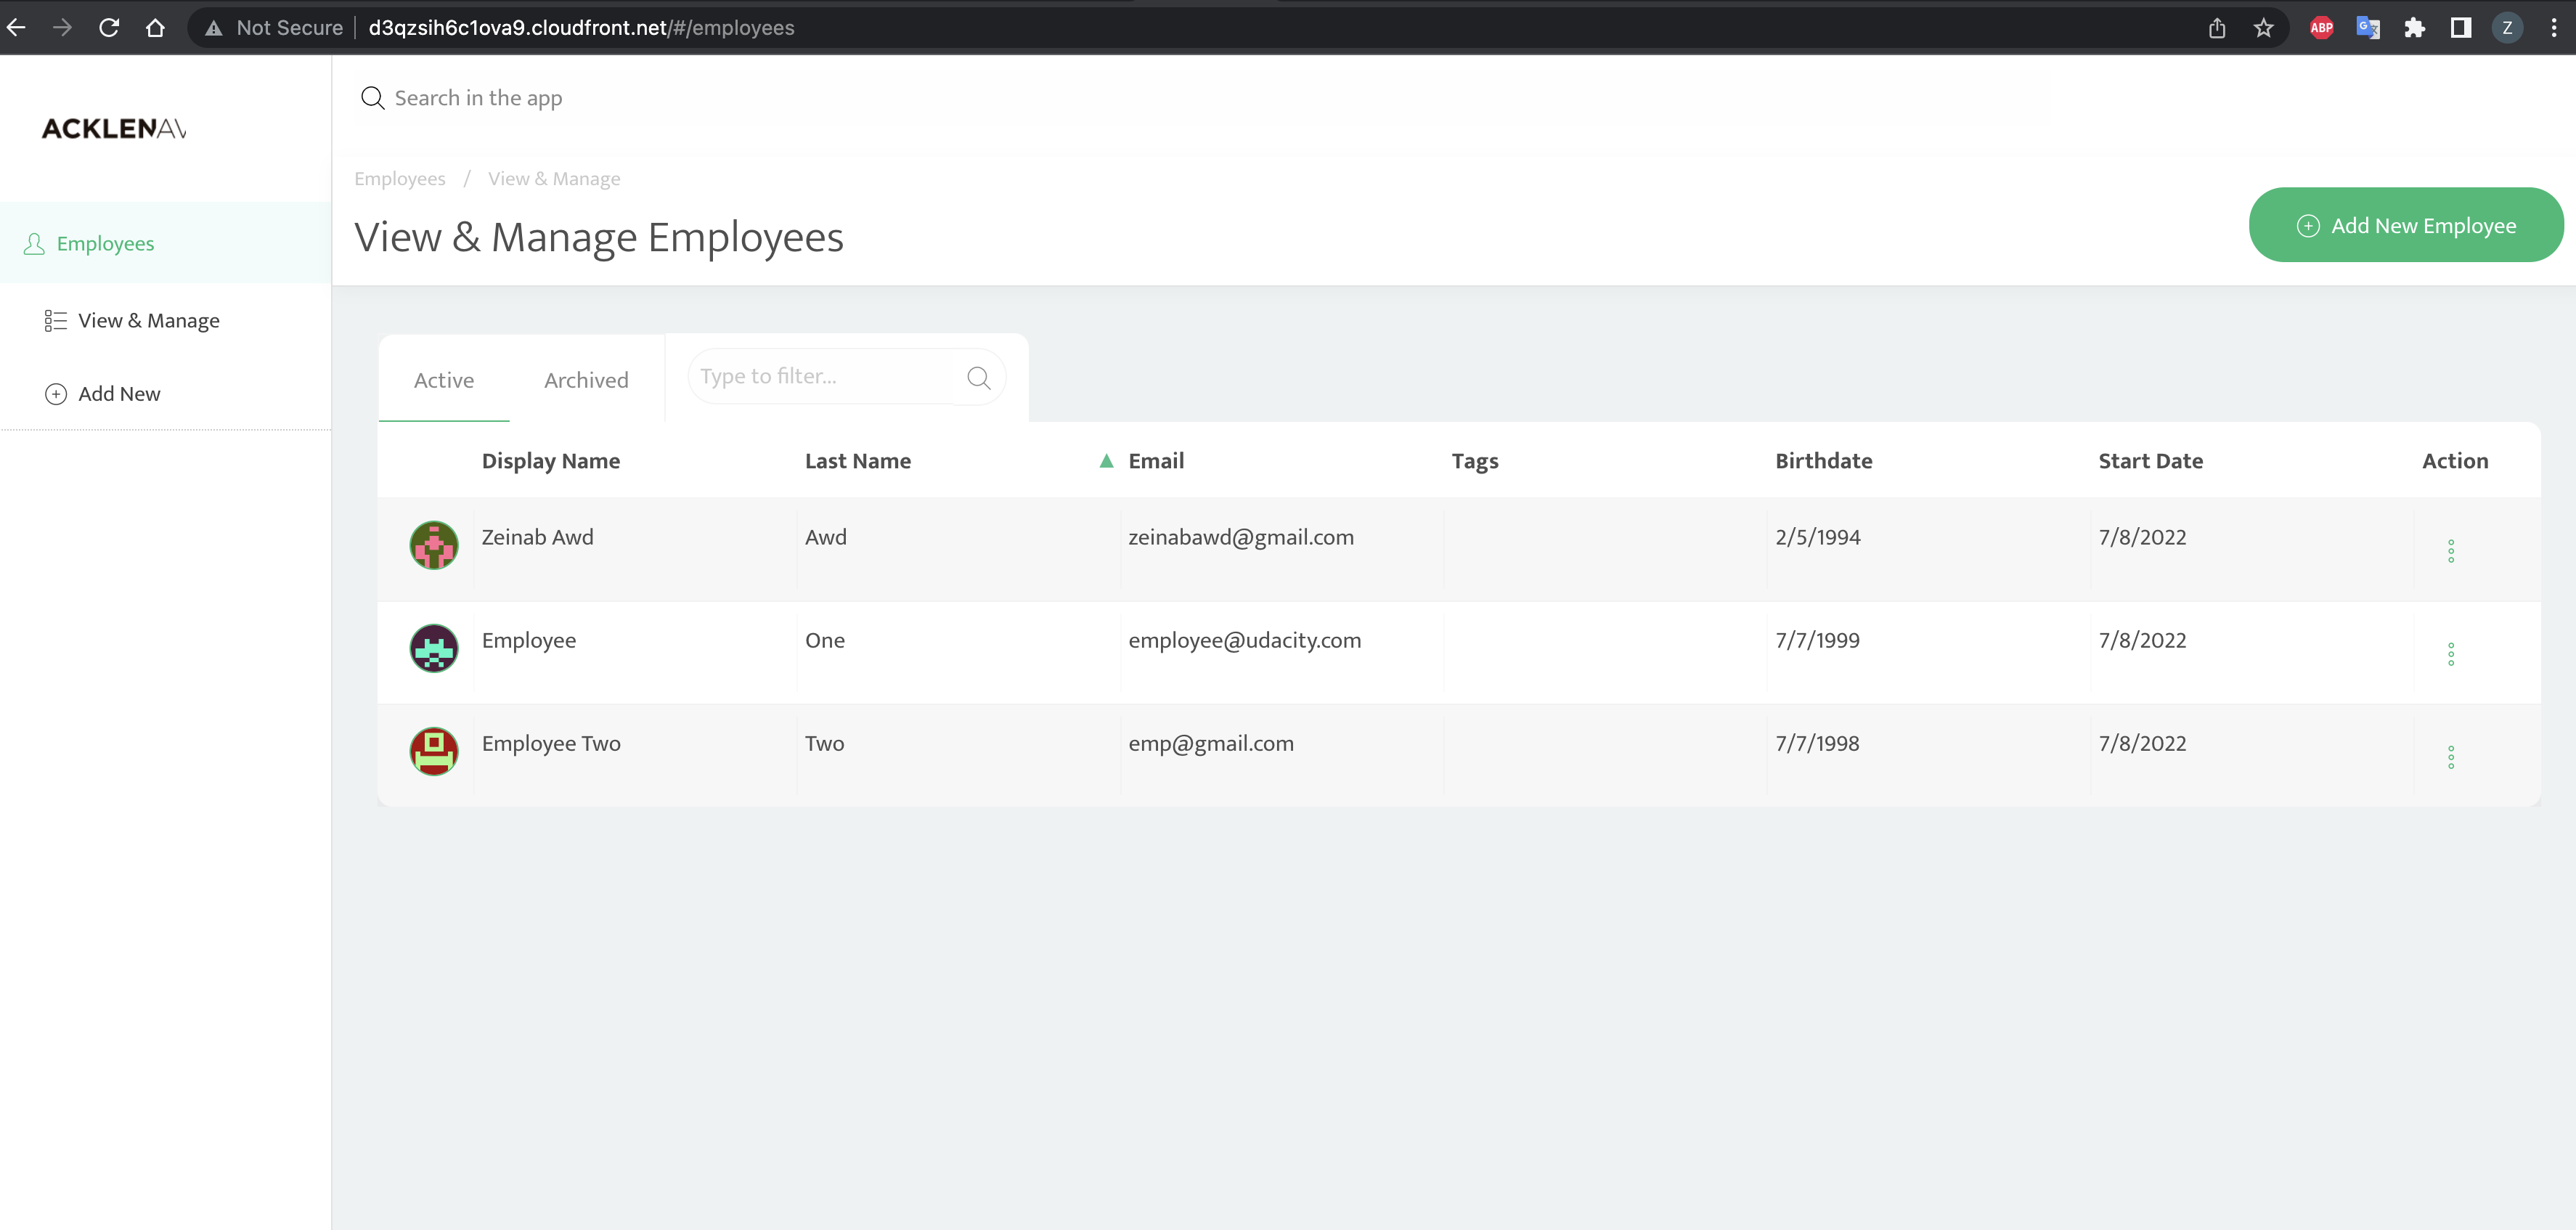 Not Secure d3qzsih6c1ova9.cloudfront.net/#/employees
ABP
G
Z
ACKLENAV
Search in the app
Employees / View & Manage
View & Manage Employees
Add New Employee
Employees
View & Manage
Add New
Active Archived Type to filter...
Display Name Last Name Email Tags Birthdate Start Date Action
Zeinab Awd Awd zeinabawd@gmail.com 2/5/1994 7/8/2022
Employee One employee@udacity.com 7/7/1999 7/8/2022
Employee Two Two emp@gmail.com 7/7/1998 7/8/2022